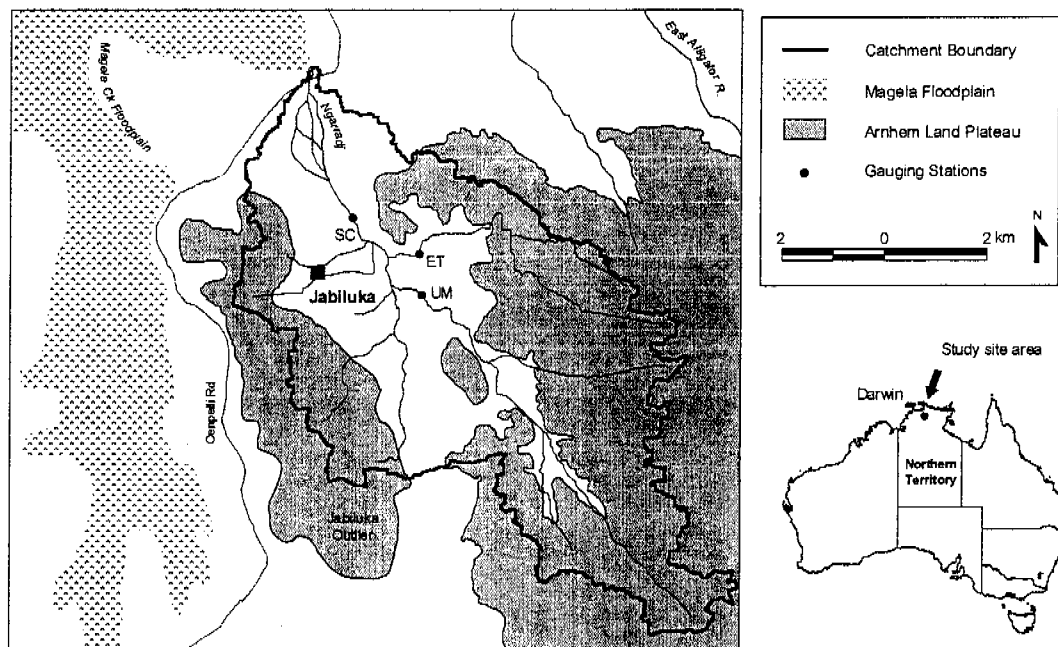 Magela Ck Floodplain
Ngarradj
East Alligator R.
SC
ET
Jabiluka
UM
Oenpelli Rd
Jabiluka
Outlier
Catchment Boundary
Magela Floodplain
Arnhem Land Plateau
Gauging Stations
N
2 0 2 km
Study site area
Darwin
Northern
Territory